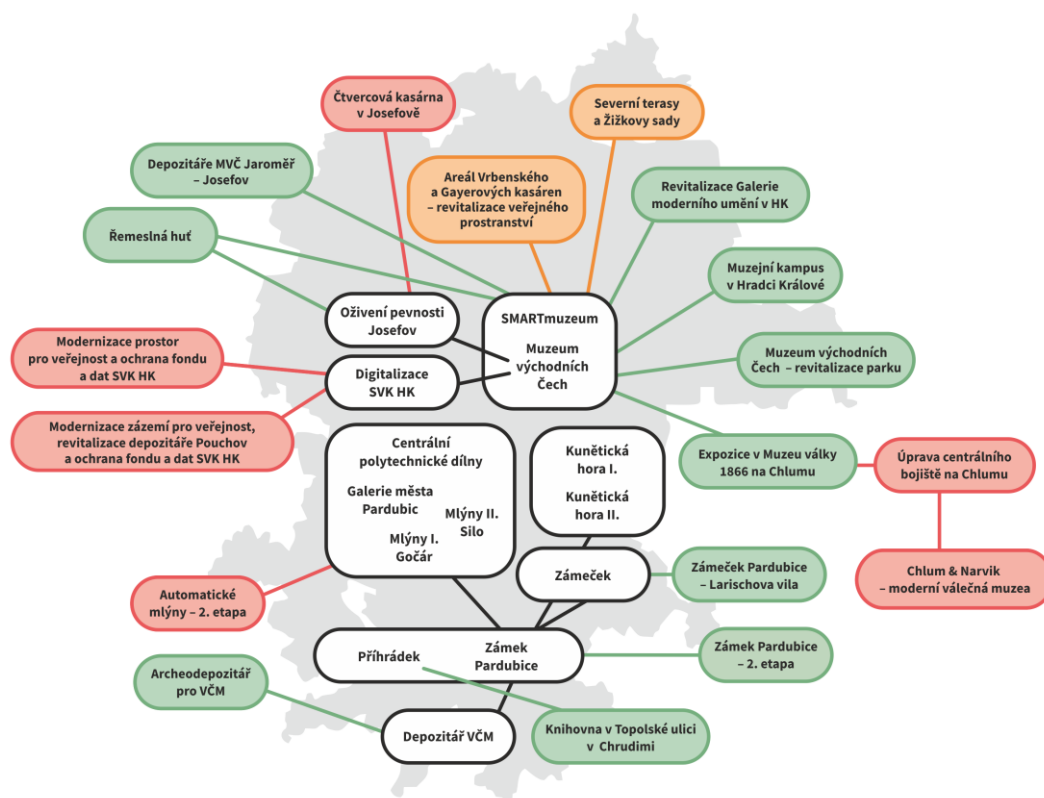 Čtvercová kasárna
v Josefově
Severní terasy
a Žižkovy sady
Depozitáře MVČ Jaroměř
– Josefov
Areál Vrbenského
a Gayerových kasáren
– revitalizace veřejného
prostranství
Revitalizace Galerie
moderního umění v HK
Řemeslná huť
Muzejní kampus
v Hradci Králové
Oživení pevnosti
Josefov
SMARTmuzeum
Muzeum
východních
Čech
Modernizace prostor
pro veřejnost a ochrana fondu
a dat SVK HK
Digitalizace
SVK HK
Muzeum východních
Čech – revitalizace parku
Modernizace zázemí pro veřejnost,
revitalizace depozitáře Pouchov
a ochrana fondu a dat SVK HK
Centrální
polytechnické dílny
Galerie města
Pardubic
Mlýny II.
Silo
Mlýny I.
Gočár
Kunětická
hora I.
Kunětická
hora II.
Expozice v Muzeu války
1866 na Chlumu
Úprava centrálního
bojiště na Chlumu
Zámeček
Zámeček Pardubice
– Larischova vila
Chlum & Narvik
– moderní válečná muzea
Automatické
mlýny – 2. etapa
Příhrádek
Zámek
Pardubice
Zámek Pardubice
– 2. etapa
Archeodepozitář
pro VČM
Depozitář VČM
Knihovna v Topolské ulici
v Chrudimi